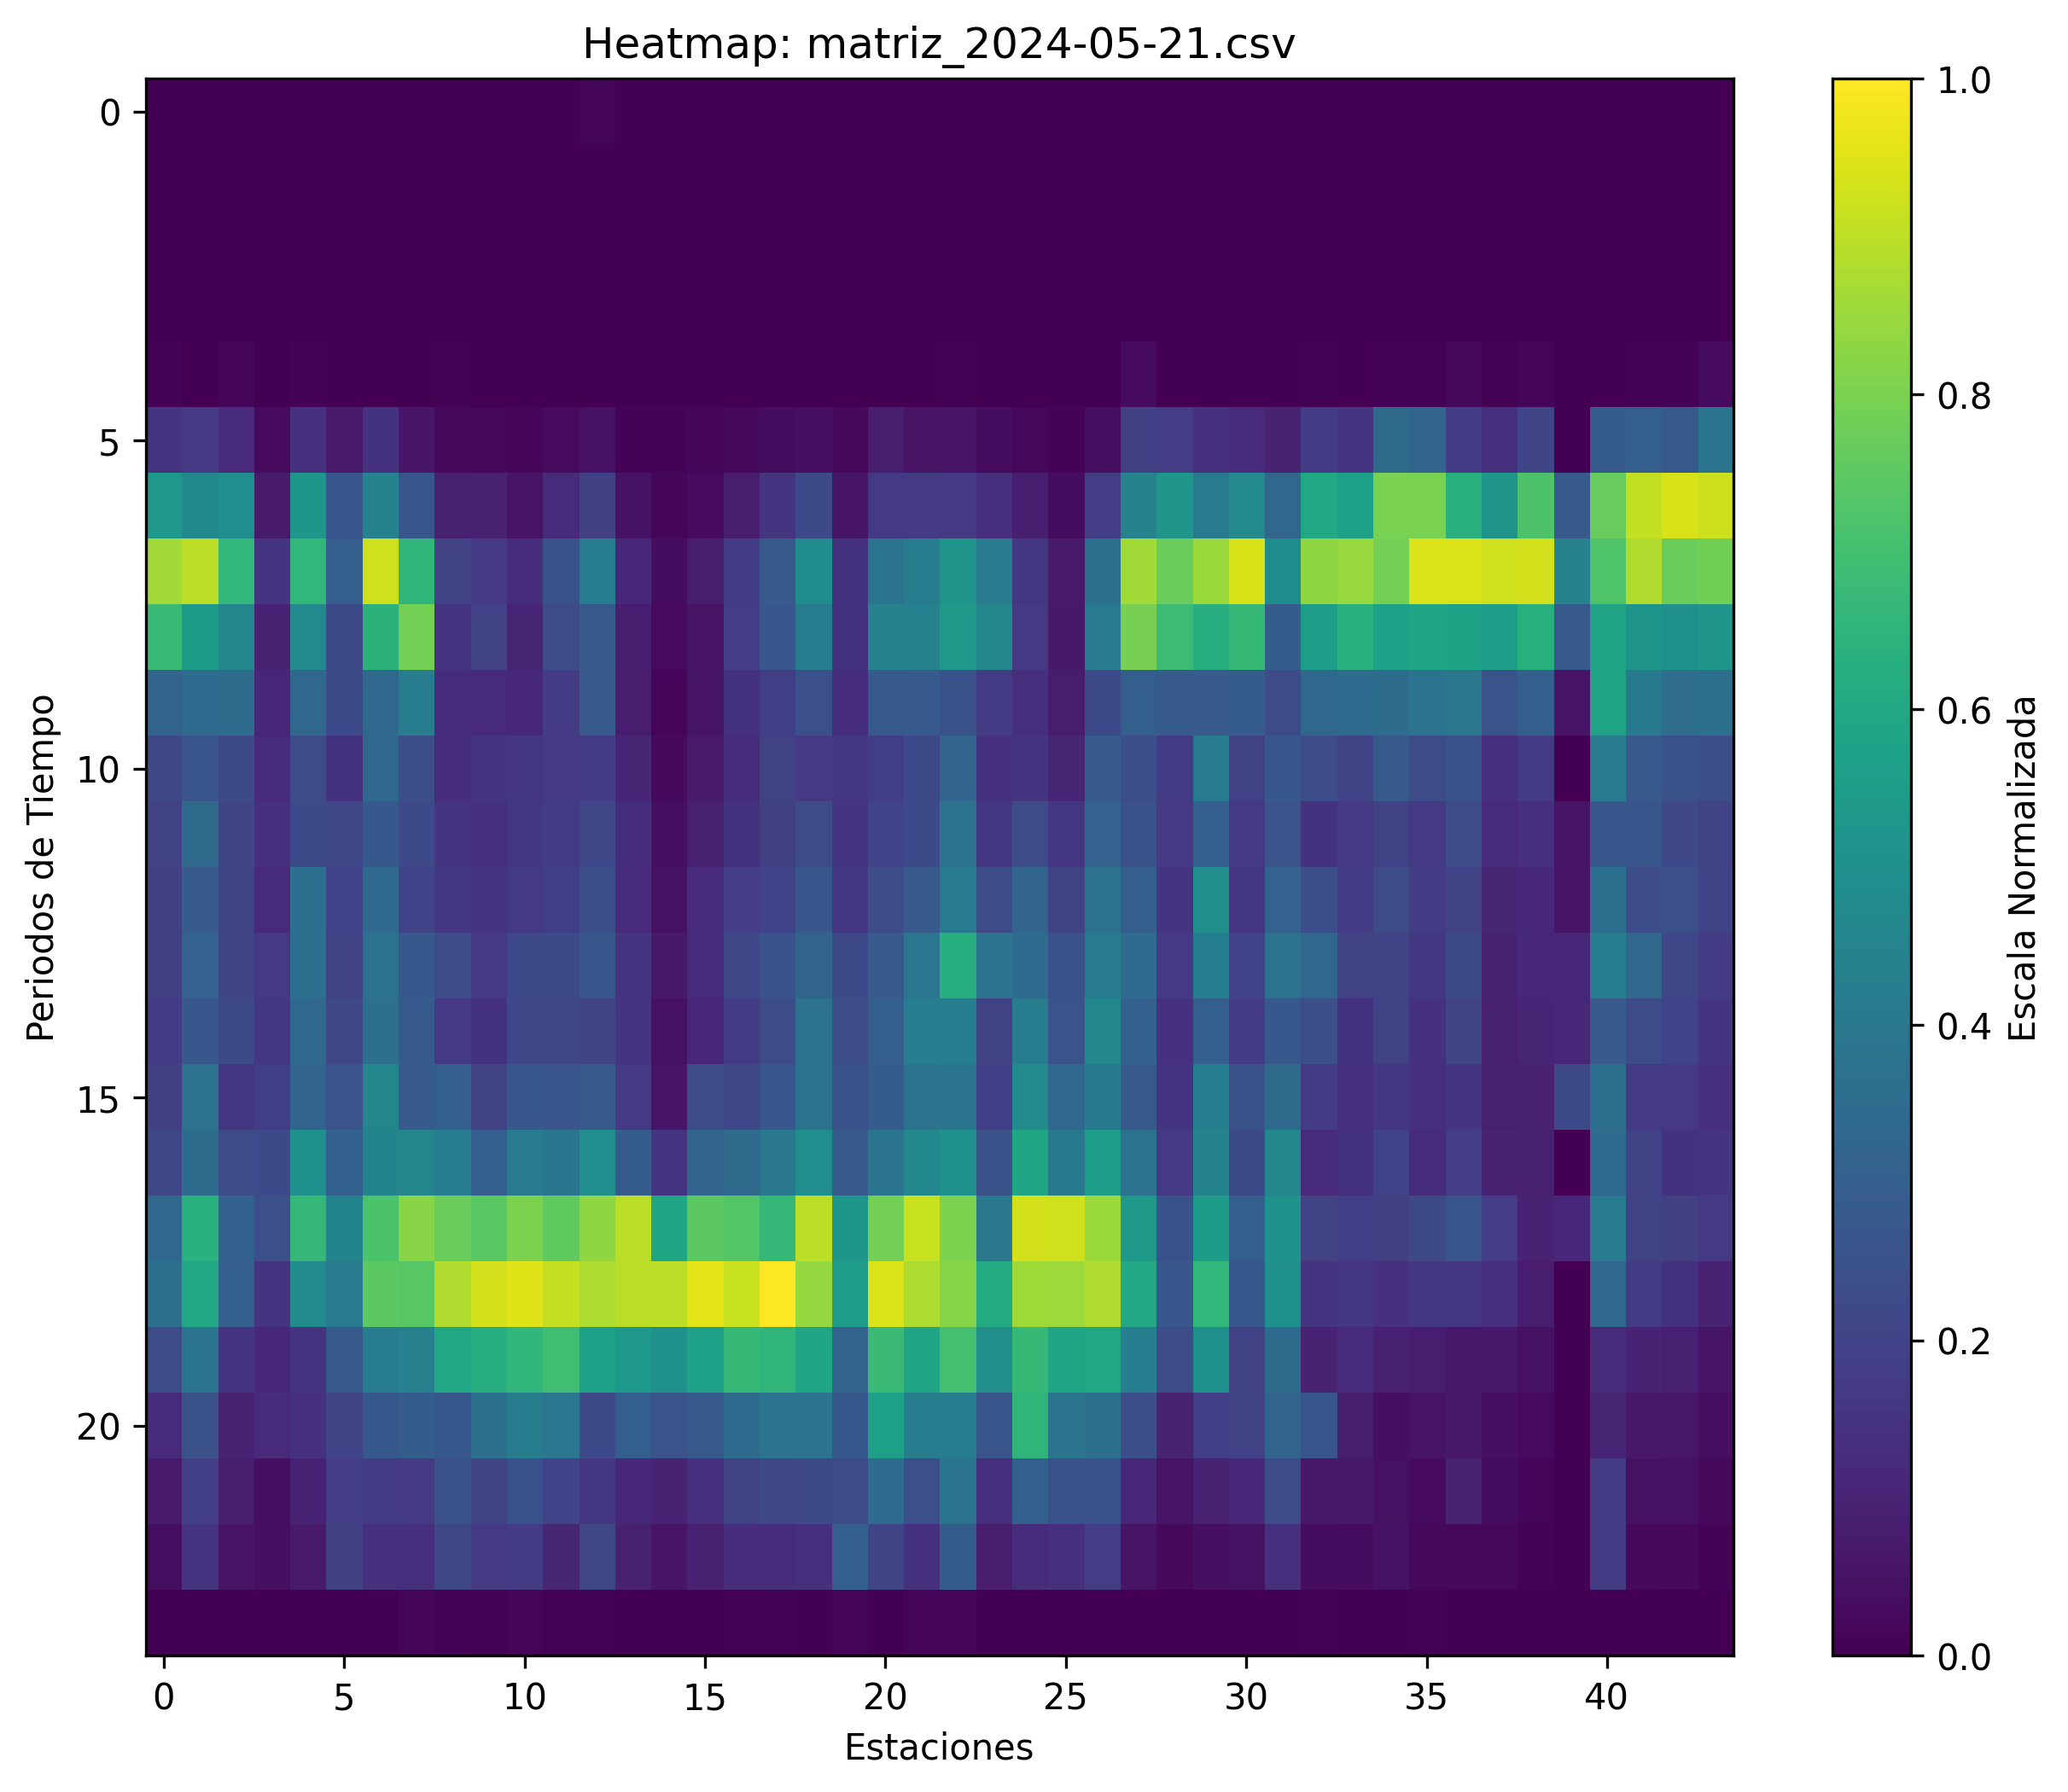 Heatmap: matriz_2024-05-21.csv
Periodos de Tiempo
0
5
10
15
20
0 5 10 15 20 25 30 35 40
Estaciones
1.0
0.8
0.6
0.4
0.2
0.0
Escala Normalizada